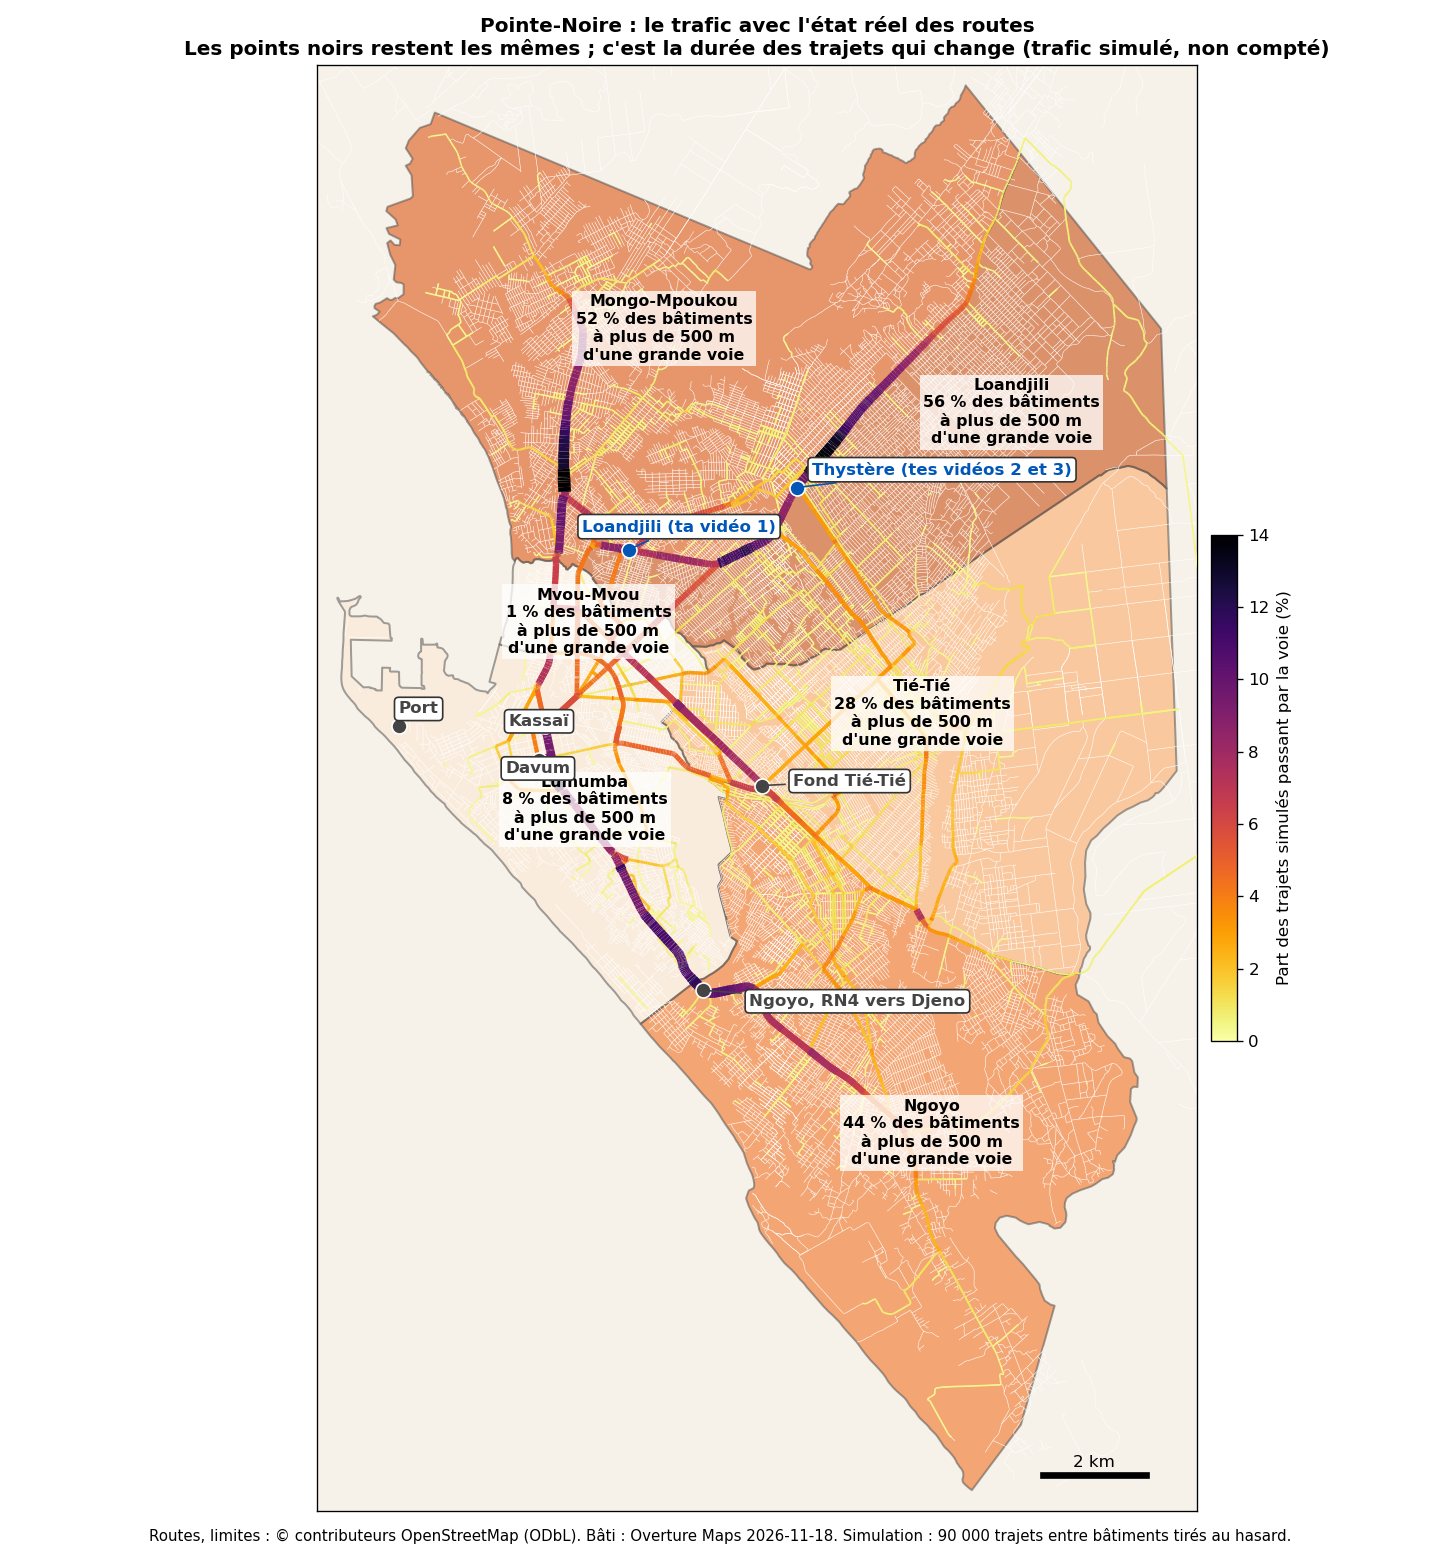 Pointe-Noire : le trafic avec l'état réel des routes
Les points noirs restent les mêmes ; c'est la durée des trajets qui change (trafic simulé, non compté)
Mongo-Mpoukou
52 % des bâtiments
à plus de 500 m
d'une grande voie
Loandjili
56 % des bâtiments
à plus de 500 m
d'une grande voie
Thystère (tes vidéos 2 et 3)
Loandjili (ta vidéo 1)
Mvou-Mvou
1 % des bâtiments
à plus de 500 m
d'une grande voie
Tié-Tié
28 % des bâtiments
à plus de 500 m
d'une grande voie
Port
Kassaï
Davum
Lumumba
8 % des bâtiments
à plus de 500 m
d'une grande voie
Fond Tié-Tié
Ngoyo, RN4 vers Djeno
Ngoyo
44 % des bâtiments
à plus de 500 m
d'une grande voie
2 km
14
12
10
8
6
4
2
0
Part des trajets simulés passant par la voie (%)
Routes, limites : © contributeurs OpenStreetMap (ODbL). Bâti : Overture Maps 2026-11-18. Simulation : 90 000 trajets entre bâtiments tirés au hasard.